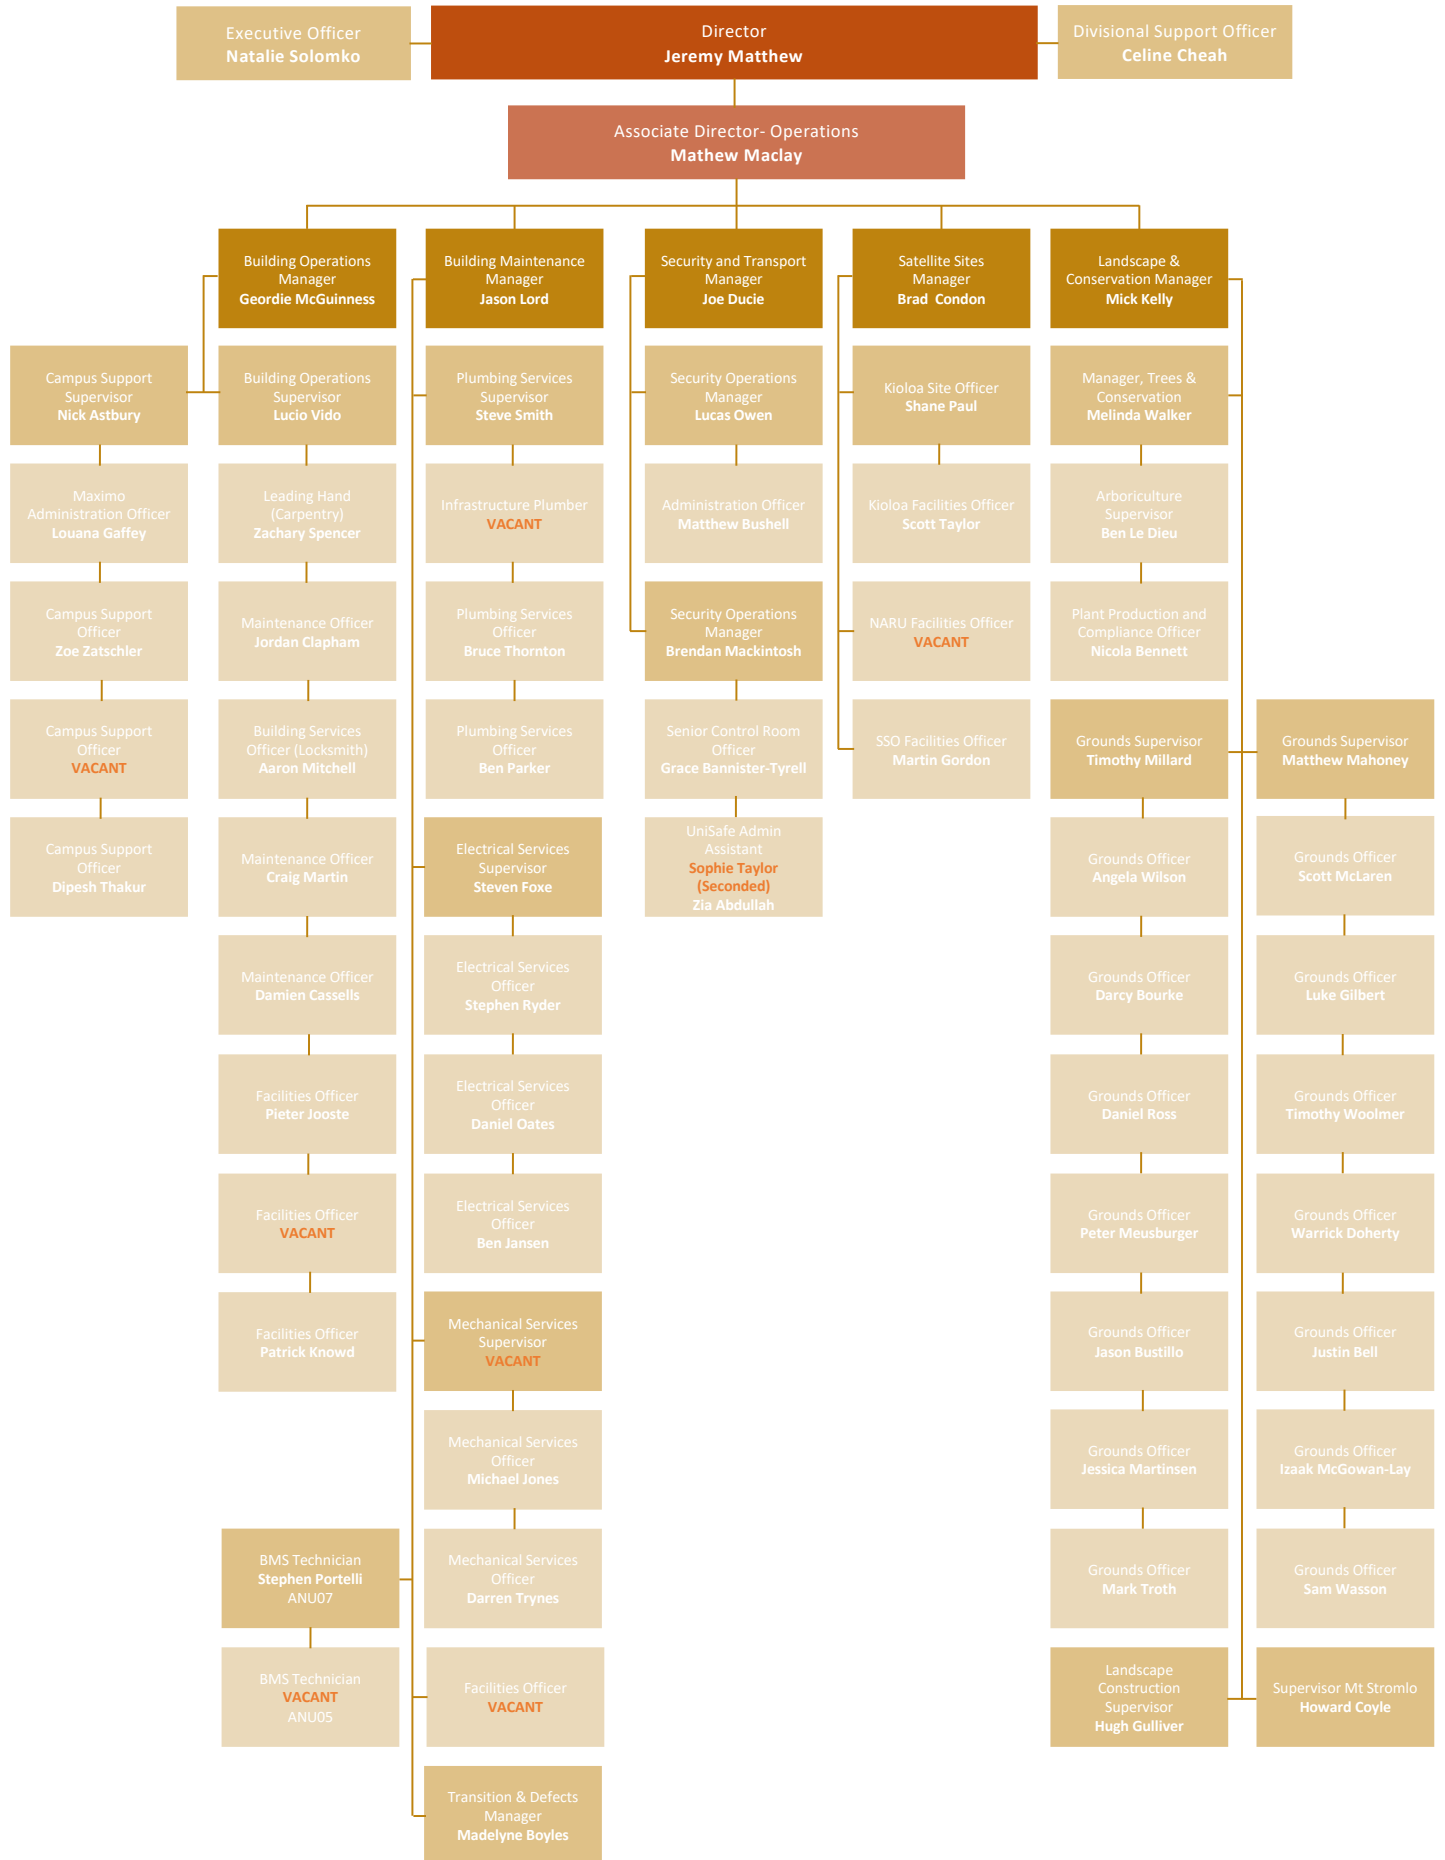 Executive Officer
Natalie Solomko
Director
Jeremy Matthew
Divisional Support Officer
Celine Cheah
Associate Director- Operations
Mathew Maclay
Building Operations
Manager
Geordie McGuinness
Building Maintenance
Manager
Jason Lord
Security and Transport
Manager
Joe Ducie
Satellite Sites
Manager
Brad Condon
Landscape &
Conservation Manager
Mick Kelly
Campus Support
Supervisor
Nick Astbury
Building Operations
Supervisor
Lucio Vido
Plumbing Services
Supervisor
Steve Smith
Security Operations
Manager
Lucas Owen
Kioloa Site Officer
Shane Paul
Manager, Trees &
Conservation
Melinda Walker
Maximo
Administration Officer
Louana Gaffey
Leading Hand
(Carpentry)
Zachary Spencer
Infrastructure Plumber
VACANT
Administration Officer
Matthew Bushell
Kioloa Facilities Officer
Scott Taylor
Arboriculture
Supervisor
Ben Le Dieu
Campus Support
Officer
Zoe Zatschler
Maintenance Officer
Jordan Clapham
Plumbing Services
Officer
Bruce Thornton
Security Operations
Manager
Brendan Mackintosh
NARU Facilities Officer
VACANT
Plant Production and
Compliance Officer
Nicola Bennett
Campus Support
Officer
VACANT
Building Services
Officer (Locksmith)
Aaron Mitchell
Plumbing Services
Officer
Ben Parker
Senior Control Room
Officer
Grace Bannister-Tyrell
SSO Facilities Officer
Martin Gordon
Grounds Supervisor
Timothy Millard
Grounds Supervisor
Matthew Mahoney
Campus Support
Officer
Dipesh Thakur
Maintenance Officer
Craig Martin
Electrical Services
Supervisor
Steven Foxe
UniSafe Admin
Assistant
Sophie Taylor
(Seconded)
Zia Abdullah
Grounds Officer
Angela Wilson
Grounds Officer
Scott McLaren
Maintenance Officer
Damien Cassells
Electrical Services
Officer
Stephen Ryder
Grounds Officer
Darcy Bourke
Grounds Officer
Luke Gilbert
Facilities Officer
Pieter Jooste
Electrical Services
Officer
Daniel Oates
Grounds Officer
Daniel Ross
Grounds Officer
Timothy Woolmer
Facilities Officer
VACANT
Electrical Services
Officer
Ben Jansen
Grounds Officer
Peter Meusburger
Grounds Officer
Warrick Doherty
Facilities Officer
Patrick Knowd
Mechanical Services
Supervisor
VACANT
Grounds Officer
Jason Bustillo
Grounds Officer
Justin Bell
Mechanical Services
Officer
Michael Jones
Grounds Officer
Jessica Martinsen
Grounds Officer
Izaak McGowan-Lay
BMS Technician
Stephen Portelli
ANU07
Mechanical Services
Officer
Darren Trynes
Grounds Officer
Mark Troth
Grounds Officer
Sam Wasson
BMS Technician
VACANT
ANU05
Facilities Officer
VACANT
Landscape
Construction
Supervisor
Hugh Gulliver
Supervisor Mt Stromlo
Howard Coyle
Transition & Defects
Manager
Madelyne Boyles